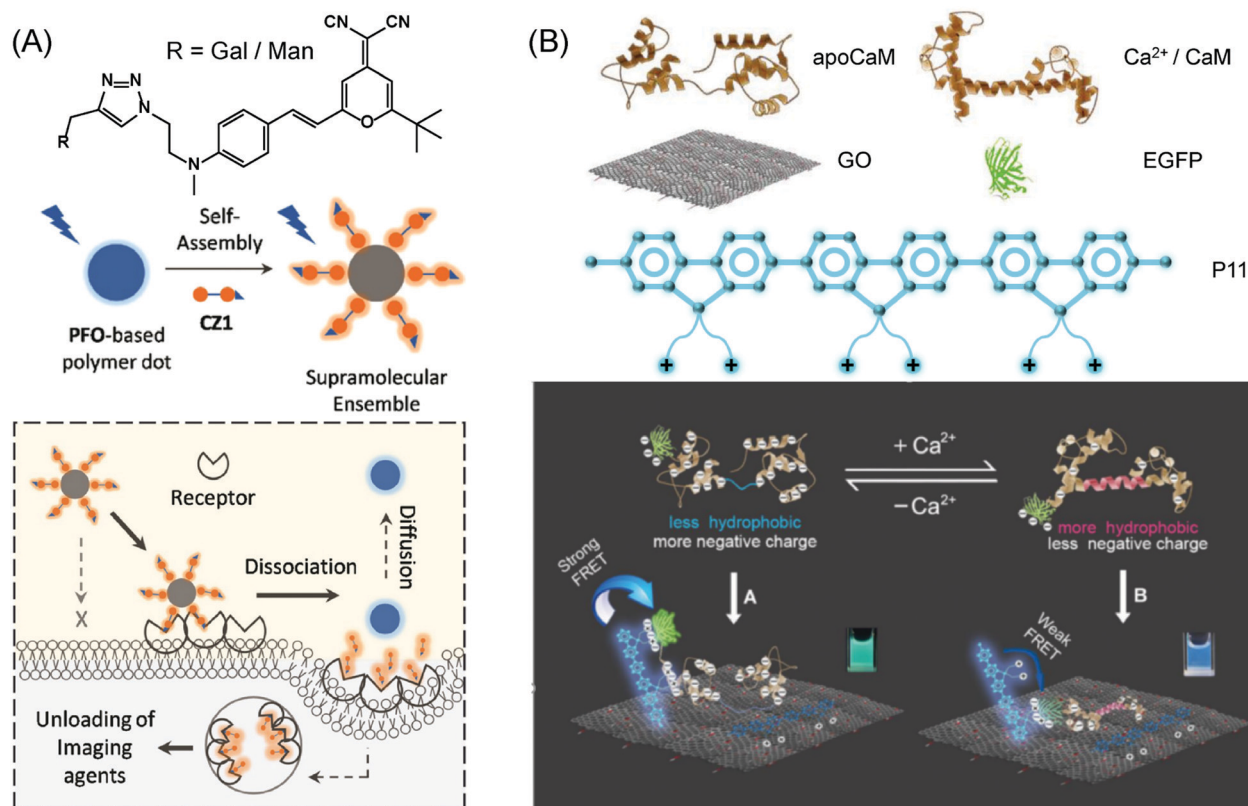 (A)
R = Gal / Man
CN CN
N
N
N
N
R
O
Self-
Assembly
CZ1
PFO-based
polymer dot
Supramolecular
Ensemble
Receptor
X
Dissociation
Diffusion
Unloading of
Imaging
agents
(B)
apoCaM
Ca²⁺ / CaM
GO
EGFP
P11
+ + + + + +
+ Ca²⁺
− Ca²⁺
less hydrophobic
more negative charge
more hydrophobic
less negative charge
Strong
FRET
A
B
Weak
FRET